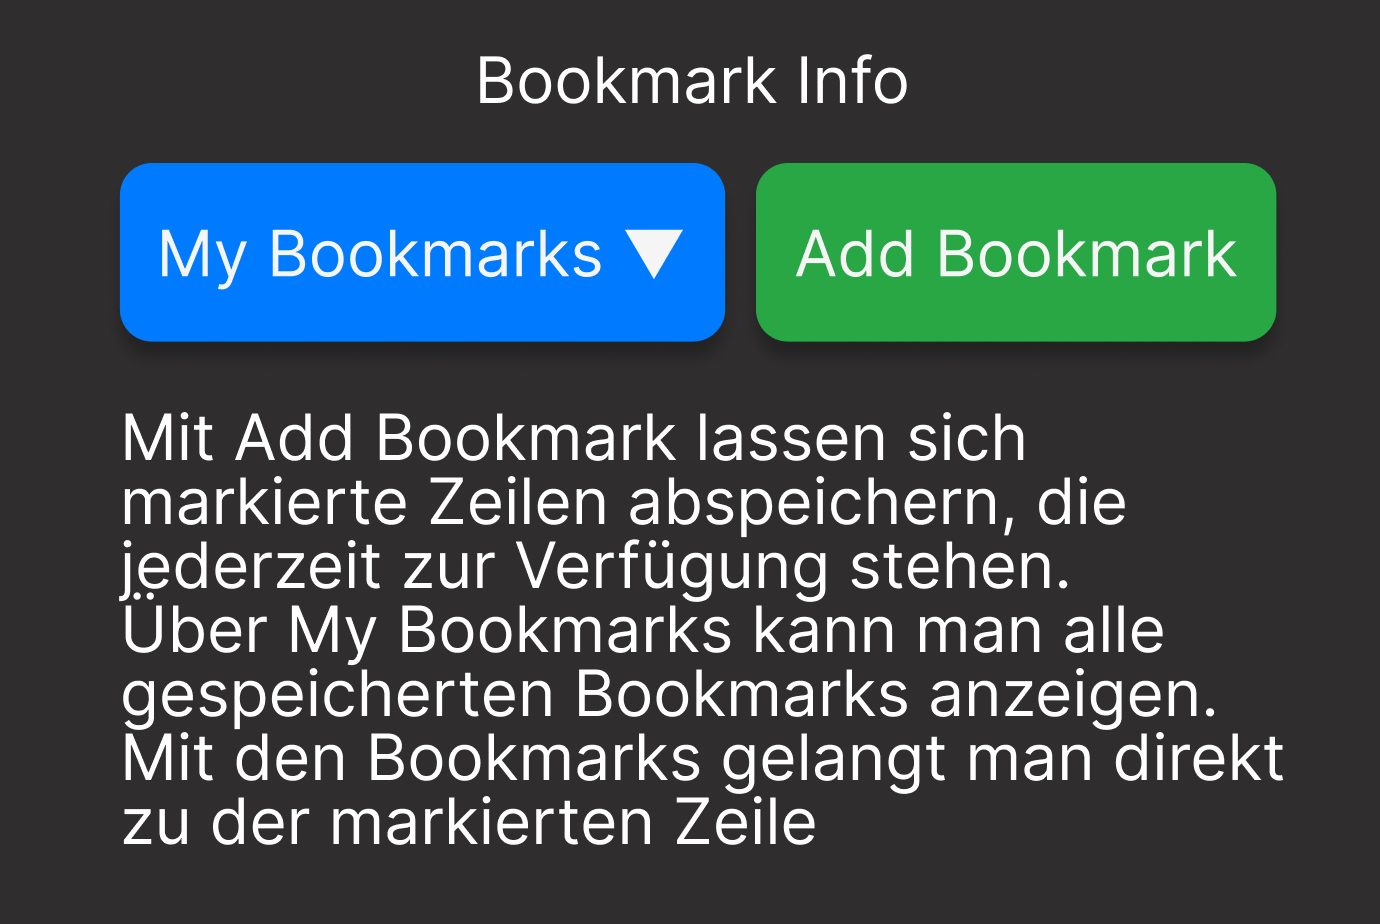 Bookmark Info
My Bookmarks ▼
Add Bookmark
Mit Add Bookmark lassen sich
markierte Zeilen abspeichern, die
jederzeit zur Verfügung stehen.
Über My Bookmarks kann man alle
gespeicherten Bookmarks anzeigen.
Mit den Bookmarks gelangt man direkt
zu der markierten Zeile